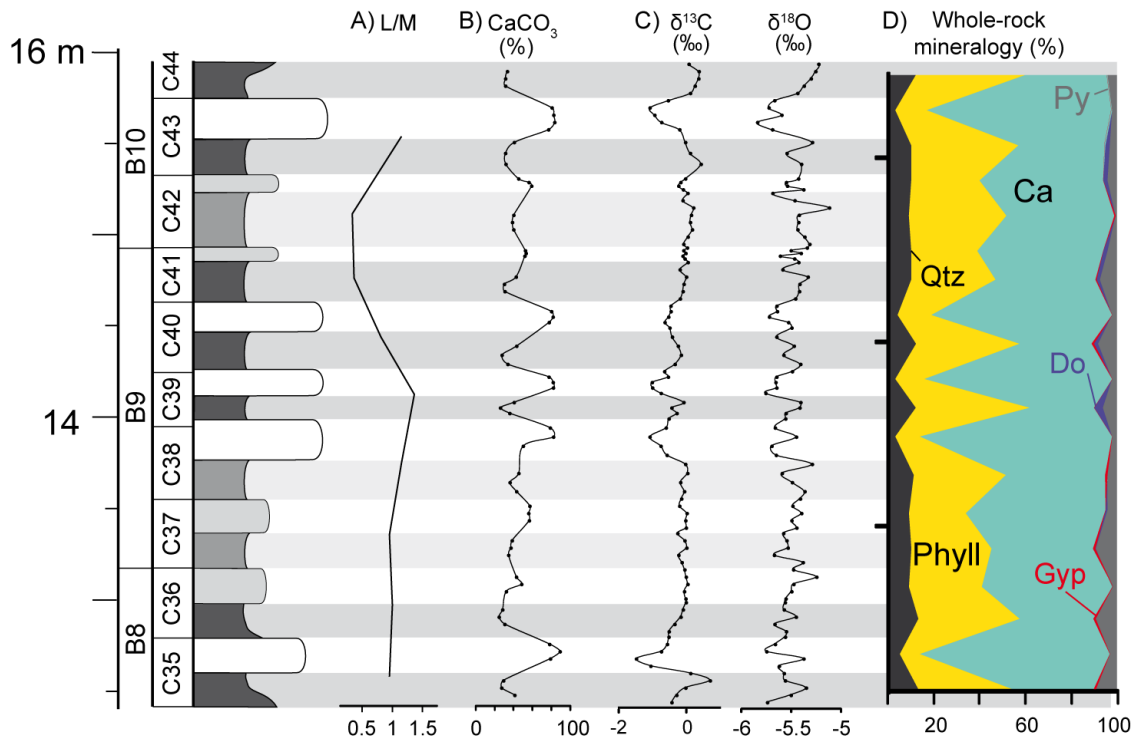 A) L/M
B) CaCO₃
(%)
C) δ¹³C
(‰)
δ¹⁸O
(‰)
D) Whole-rock
mineralogy (%)
16 m
14
B10
B9
B8
C44
C43
C42
C41
C40
C39
C38
C37
C36
C35
Py
Ca
Qtz
Do
Phyll
Gyp
0.5 1 1.5
0 100
-2 0
-6 -5.5 -5
20 60 100